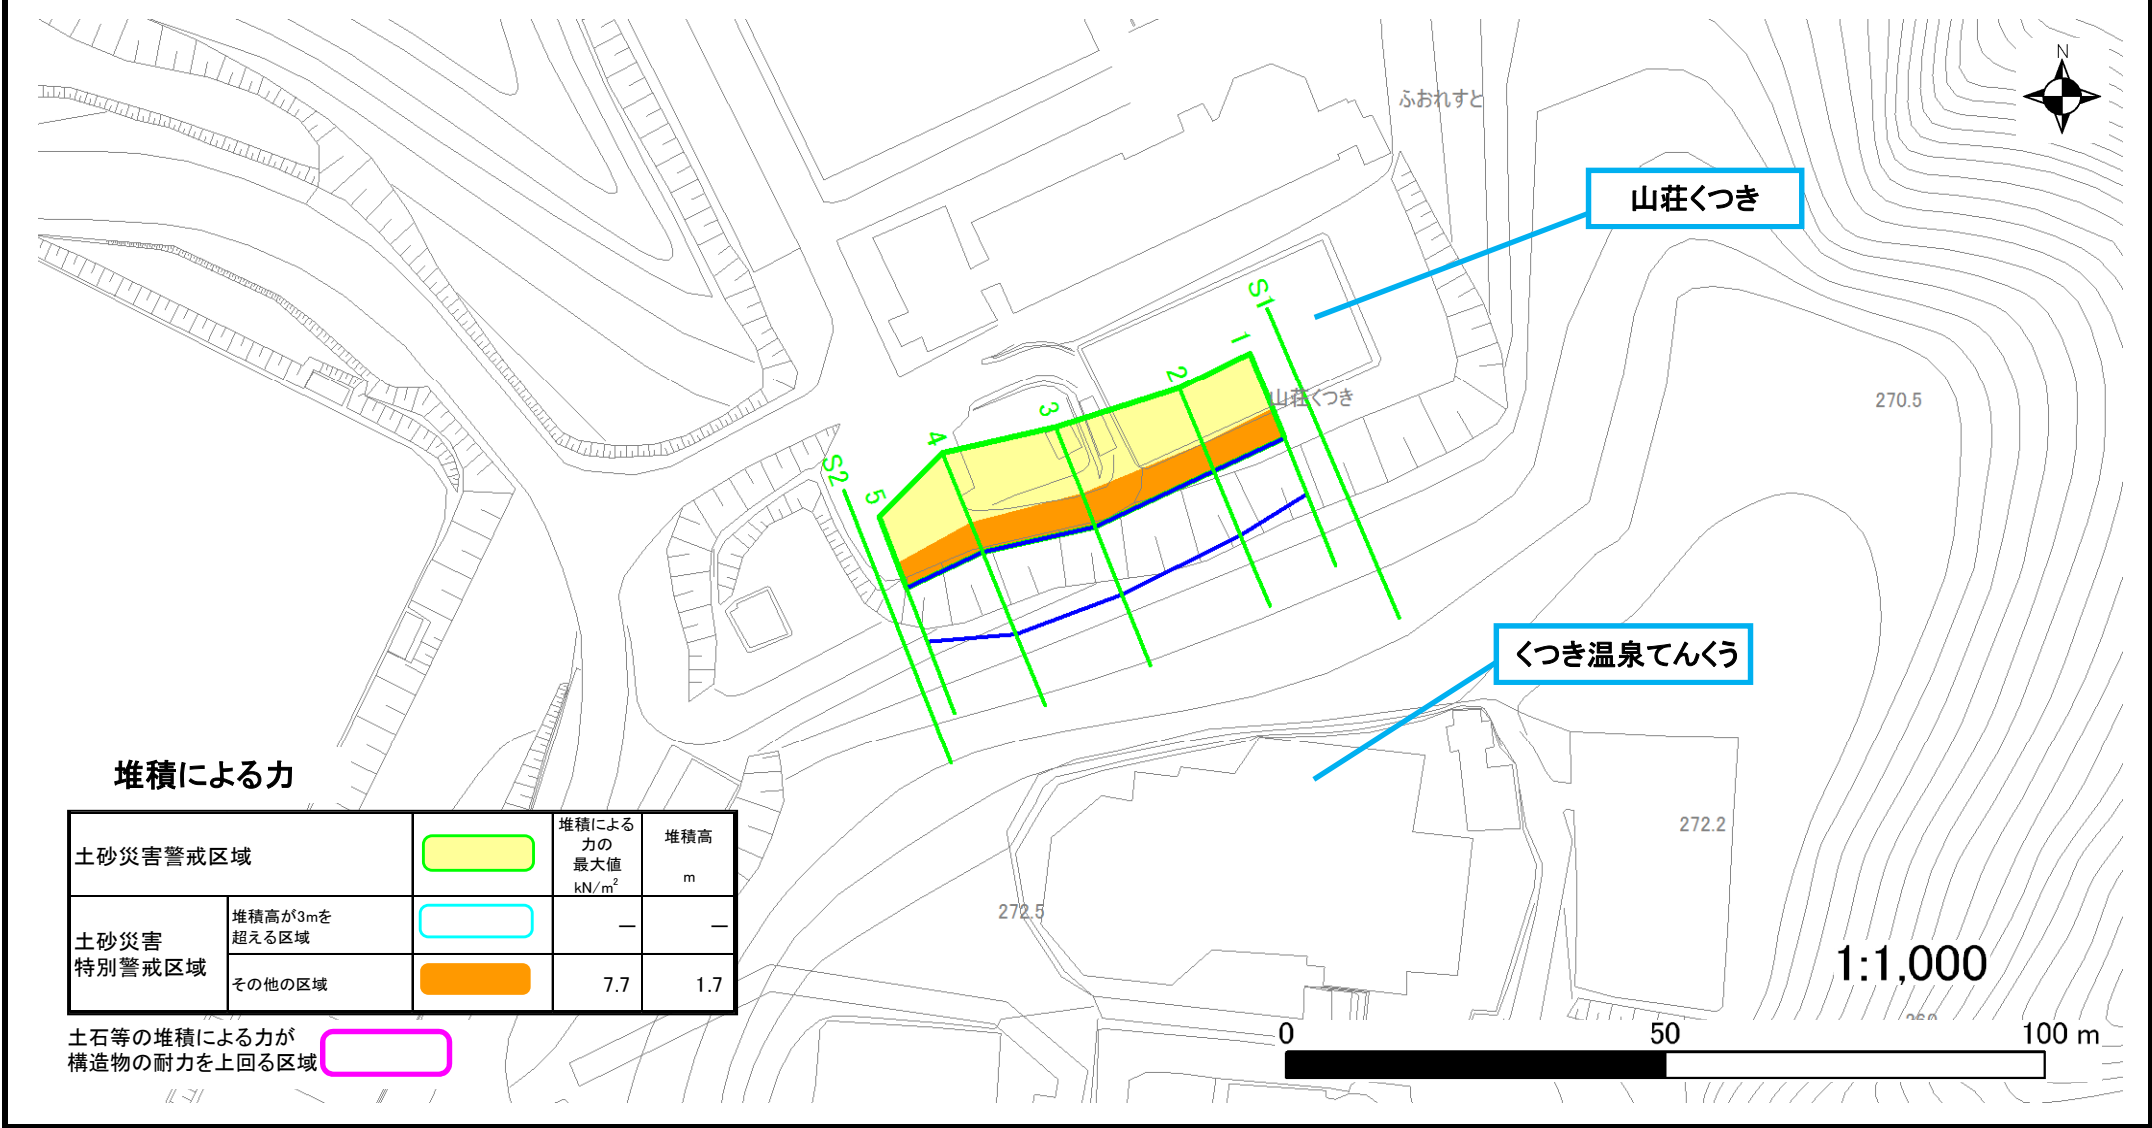 N
ふおれすと
山荘くつき
S1
1
2
山荘くつき
3
270.5
4
S2
5
くつき温泉てんくう
堆積による力
土砂災害警戒区域
堆積による
力の
最大値
kN/m²
堆積高
m
土砂災害
特別警戒区域
堆積高が3mを
超える区域
—
—
その他の区域
7.7
1.7
土石等の堆積による力が
構造物の耐力を上回る区域
272.2
272.5
1:1,000
0
50
100 m